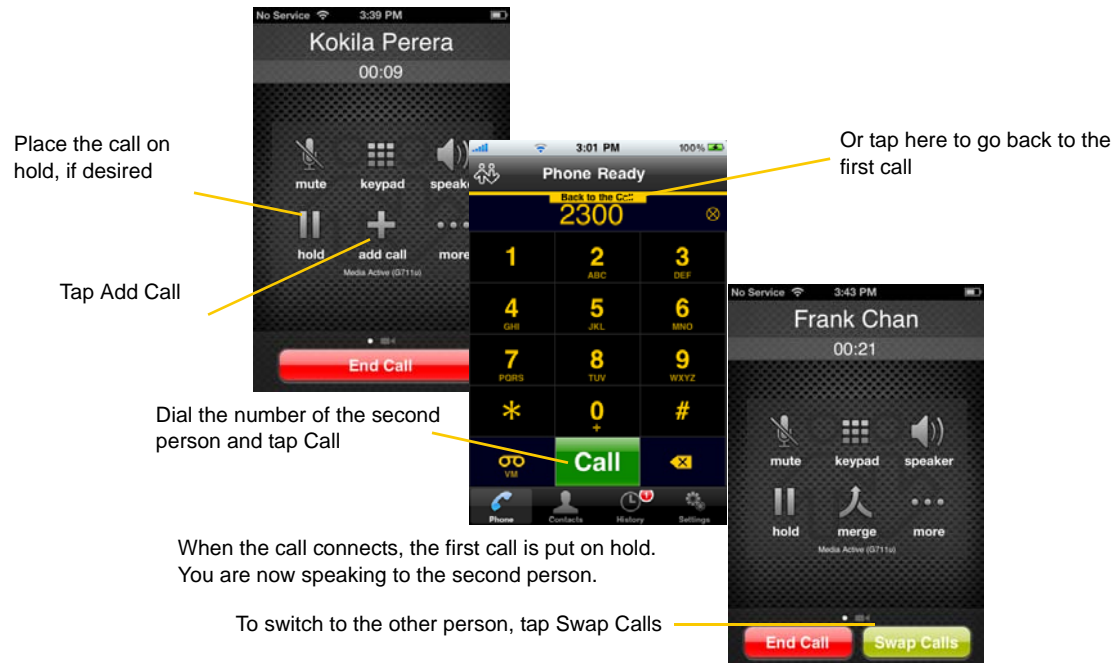 No Service 3:39 PM
Kokila Perera
00:09
mute keypad speak
hold add call more
Media Active (G711u)
End Call
Place the call on
hold, if desired
Tap Add Call
3:01 PM 100%
Phone Ready
Back to the Call
2300
1 2 3
ABC DEF
4 5 6
GHI JKL MNO
7 8 9
PQRS TUV WXYZ
* 0 #
+
VM Call
Phone Contacts History Settings
Or tap here to go back to the
first call
Dial the number of the second
person and tap Call
When the call connects, the first call is put on hold.
You are now speaking to the second person.
No Service 3:43 PM
Frank Chan
00:21
mute keypad speaker
hold merge more
Media Active (G711u)
End Call Swap Calls
To switch to the other person, tap Swap Calls